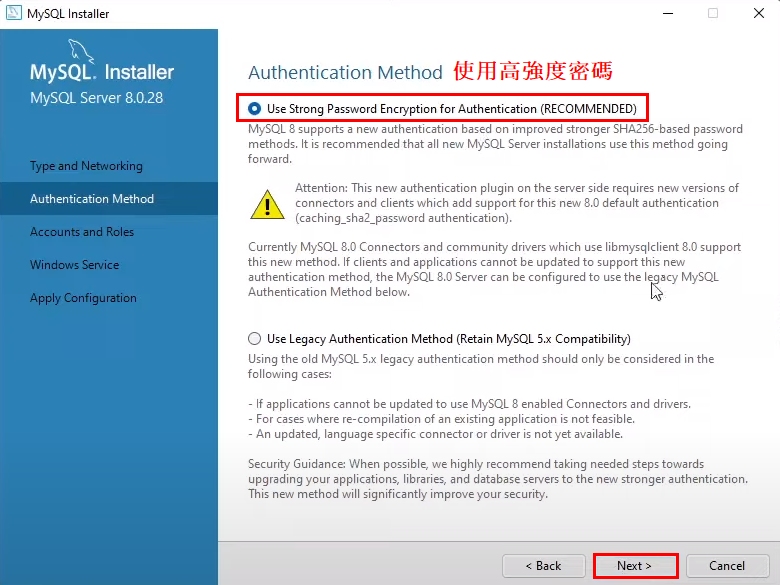 MySQL Installer
MySQL. Installer
MySQL Server 8.0.28
Type and Networking
Authentication Method
Accounts and Roles
Windows Service
Apply Configuration
Authentication Method 使用高強度密碼
Use Strong Password Encryption for Authentication (RECOMMENDED)
MySQL 8 supports a new authentication based on improved stronger SHA256-based password
methods. It is recommended that all new MySQL Server installations use this method going
forward.
Attention: This new authentication plugin on the server side requires new versions of
connectors and clients which add support for this new 8.0 default authentication
(caching_sha2_password authentication).
Currently MySQL 8.0 Connectors and community drivers which use libmysqlclient 8.0 support
this new method. If clients and applications cannot be updated to support this new
authentication method, the MySQL 8.0 Server can be configured to use the legacy MySQL
Authentication Method below.
Use Legacy Authentication Method (Retain MySQL 5.x Compatibility)
Using the old MySQL 5.x legacy authentication method should only be considered in the
following cases:
- If applications cannot be updated to use MySQL 8 enabled Connectors and drivers.
- For cases where re-compilation of an existing application is not feasible.
- An updated, language specific connector or driver is not yet available.
Security Guidance: When possible, we highly recommend taking needed steps towards
upgrading your applications, libraries, and database servers to the new stronger authentication.
This new method will significantly improve your security.
< Back
Next >
Cancel